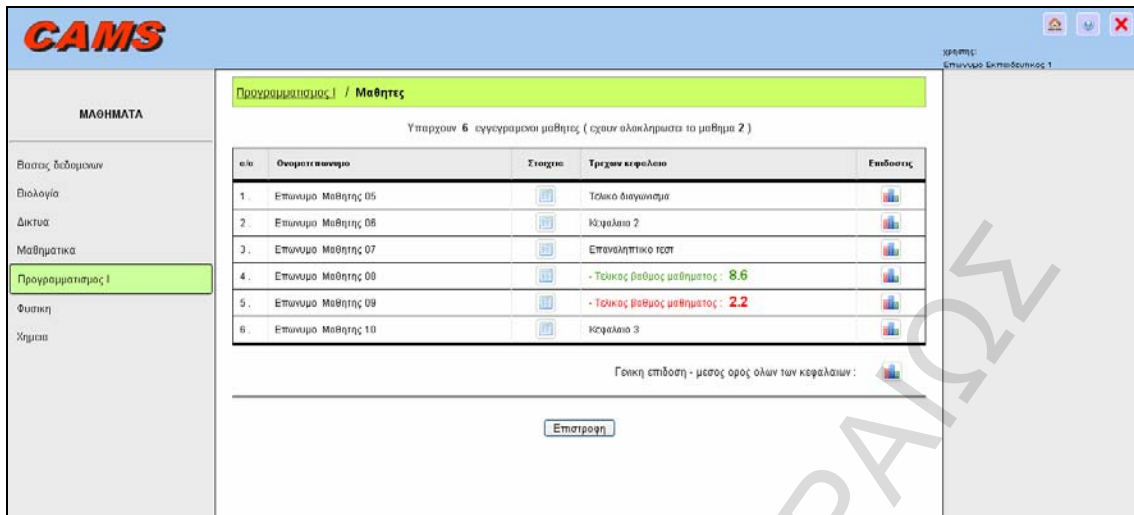 CAMS
χρηστης:
Επωνυμο Εκπαιδευτικος 1
ΜΑΘΗΜΑΤΑ
Βασεις δεδομενων
Βιολογία
Δικτυα
Μαθηματικα
Προγραμματισμος Ι
Φυσικη
Χημεια
Προγραμματισμος Ι / Μαθητες
Υπαρχουν 6 εγγεγραμενοι μαθητες ( εχουν ολοκληρωσει το μαθημα 2 )
α/α Ονοματεπωνυμο Στοιχεια Τρεχων κεφαλαιο Επιδοσεις
1 . Επωνυμο Μαθητης 05 Τελικο διαγωνισμα
2 . Επωνυμο Μαθητης 06 Κεφαλαιο 2
3 . Επωνυμο Μαθητης 07 Επαναληπτικο τεστ
4 . Επωνυμο Μαθητης 08 - Τελικος βαθμος μαθηματος : 8.6
5 . Επωνυμο Μαθητης 09 - Τελικος βαθμος μαθηματος : 2.2
6 . Επωνυμο Μαθητης 10 Κεφαλαιο 3
Γενικη επιδοση - μεσος ορος ολων των κεφαλαιων :
Επιστροφη
ΡΑΙΩΣ